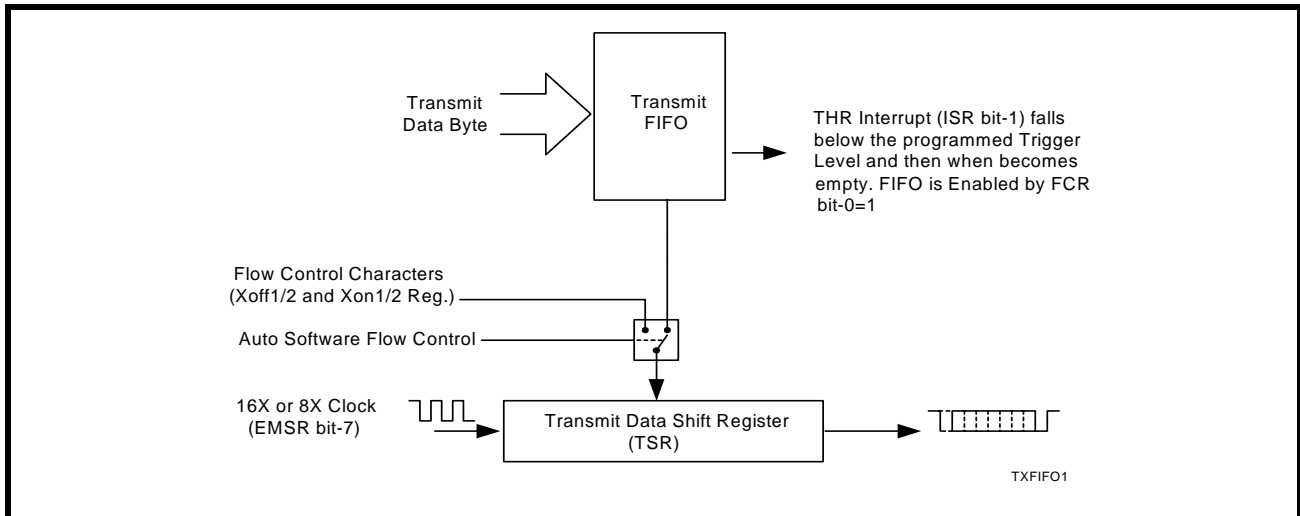 Transmit
Data Byte
Transmit
FIFO
THR Interrupt (ISR bit-1) falls
below the programmed Trigger
Level and then when becomes
empty. FIFO is Enabled by FCR
bit-0=1
Flow Control Characters
(Xoff1/2 and Xon1/2 Reg.)
Auto Software Flow Control
16X or 8X Clock
(EMSR bit-7)
Transmit Data Shift Register
(TSR)
TXFIFO1